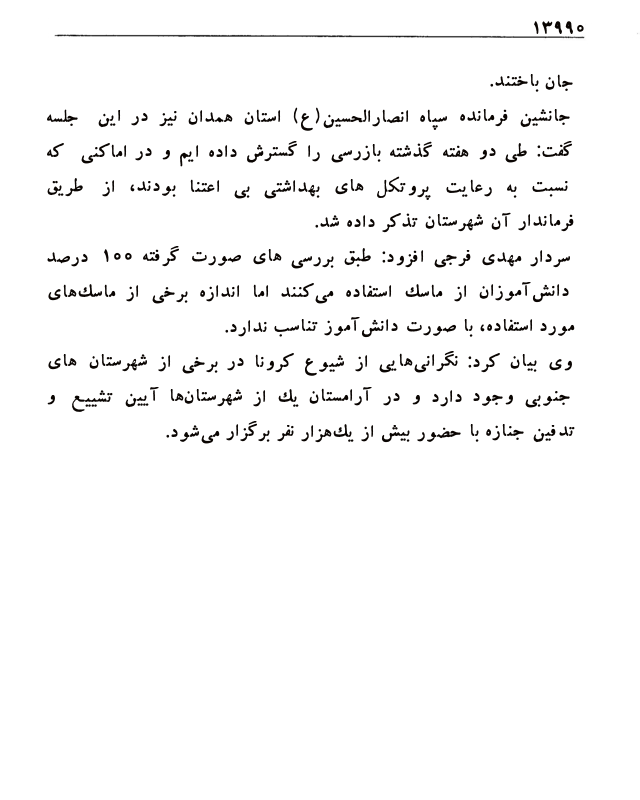 ۱۳۹۹۰
جان باختند.
جانشین فرمانده سپاه انصارالحسین(ع) استان همدان نیز در این جلسه
گفت: طی دو هفته گذشته بازرسی را گسترش داده ایم و در اماکنی که
نسبت به رعایت پروتکل های بهداشتی بی اعتنا بودند، از طریق
فرماندار آن شهرستان تذکر داده شد.
سردار مهدی فرجی افزود: طبق بررسی های صورت گرفته ۱۰۰ درصد
دانش‌آموزان از ماسك استفاده می‌کنند اما اندازه برخی از ماسك‌های
مورد استفاده، با صورت دانش‌آموز تناسب ندارد.
وی بیان کرد: نگرانی‌هایی از شیوع کرونا در برخی از شهرستان های
جنوبی وجود دارد و در آرامستان یك از شهرستان‌ها آیین تشییع و
تدفین جنازه با حضور بیش از یك‌هزار نفر برگزار می‌شود.